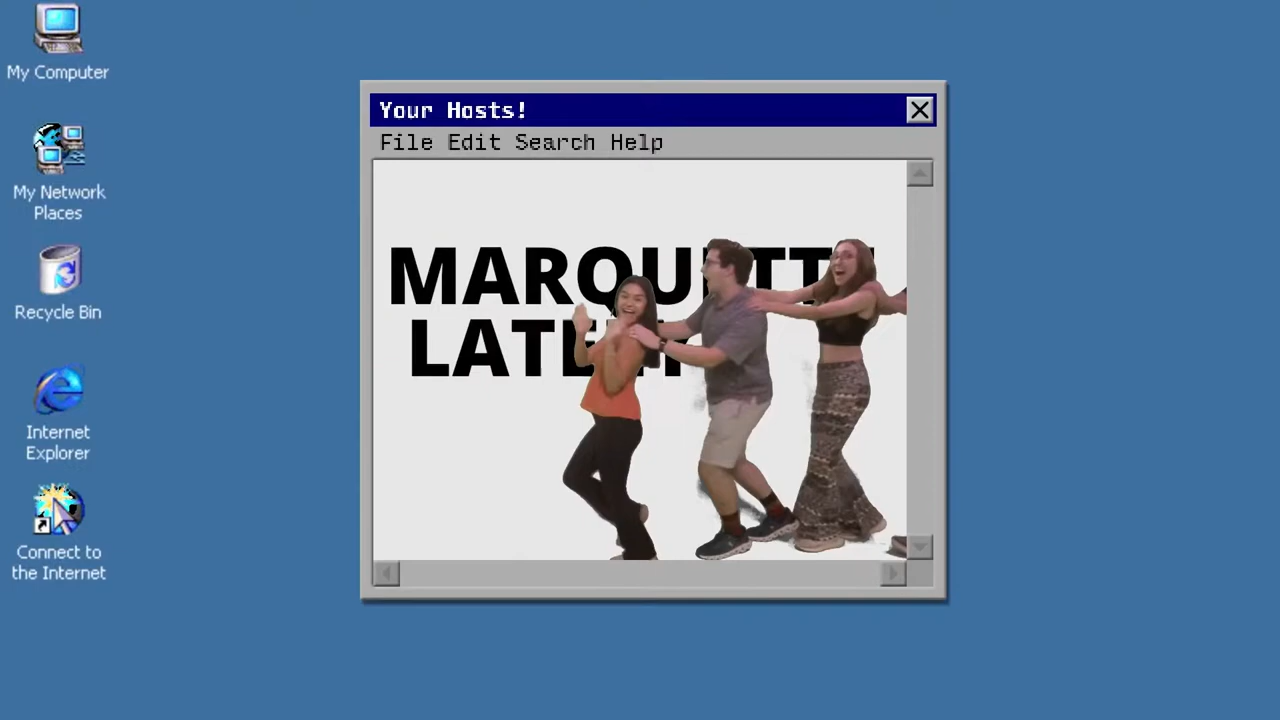 My Computer
My Network
Places
Recycle Bin
Internet
Explorer
Connect to
the Internet
Your Hosts!
File Edit Search Help
MARQUETTE